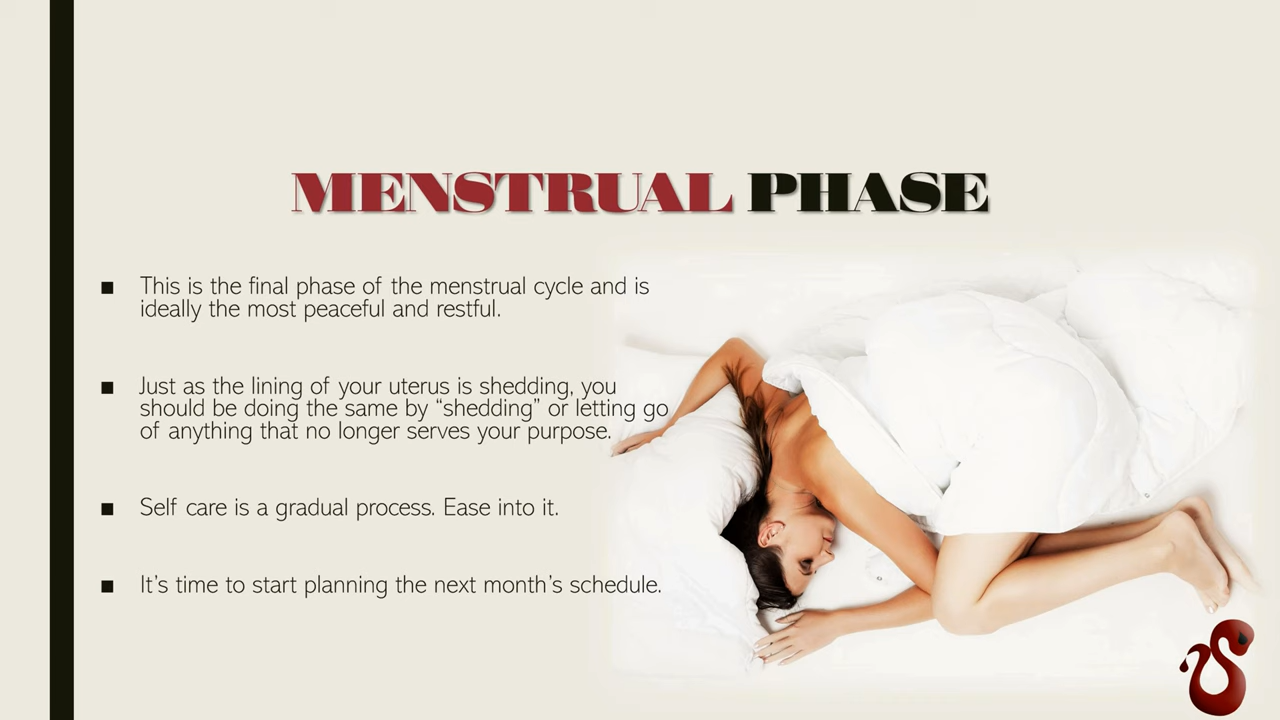 MENSTRUAL PHASE
■ This is the final phase of the menstrual cycle and is
ideally the most peaceful and restful.
■ Just as the lining of your uterus is shedding, you
should be doing the same by “shedding” or letting go
of anything that no longer serves your purpose.
■ Self care is a gradual process. Ease into it.
■ It’s time to start planning the next month’s schedule.